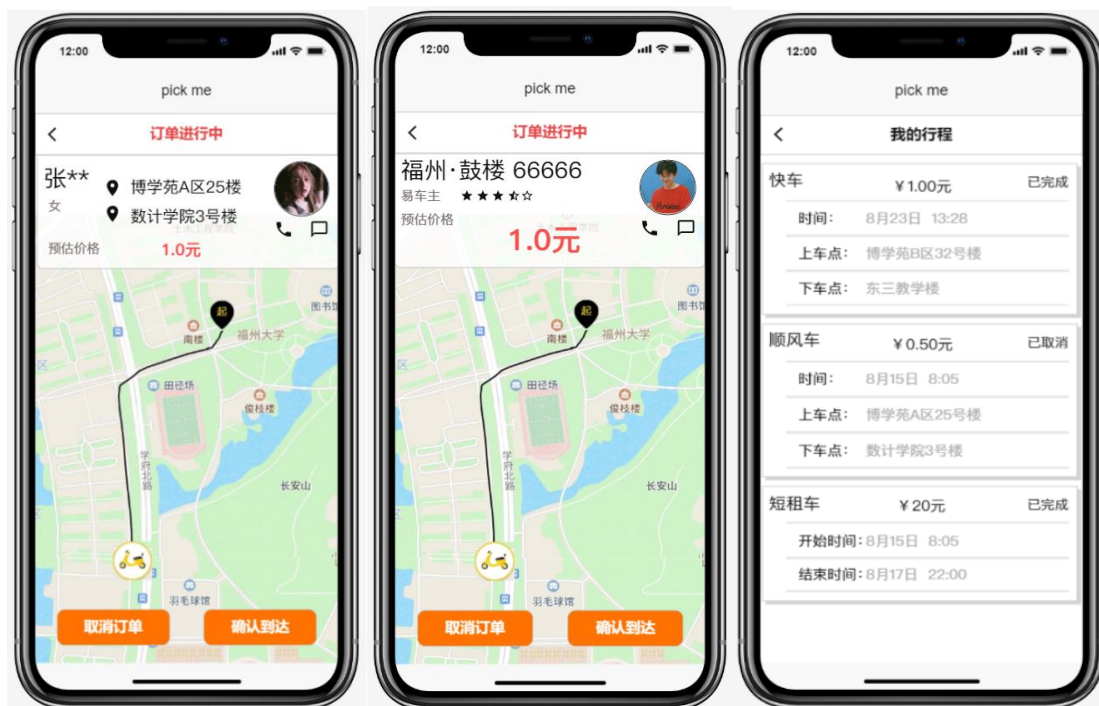 12:00
pick me
订单进行中
张**
女
博学苑A区25楼
数计学院3号楼
土木工程学院
预估价格
1.0元
图书馆
起
南楼
福州大学
区
田径场
俊枝楼
学府北路
长安山
羽毛球馆
取消订单
确认到达
12:00
pick me
订单进行中
福州·鼓楼 66666
易车主
预估价格
1.0元
图书馆
起
南楼
福州大学
区
田径场
俊枝楼
学府北路
长安山
羽毛球馆
取消订单
确认到达
12:00
pick me
我的行程
快车 ￥1.00元 已完成
时间： 8月23日 13:28
上车点： 博学苑B区32号楼
下车点： 东三教学楼
顺风车 ￥0.50元 已取消
时间： 8月15日 8:05
上车点： 博学苑A区25号楼
下车点： 数计学院3号楼
短租车 ￥20元 已完成
开始时间：8月15日 8:05
结束时间：8月17日 22:00